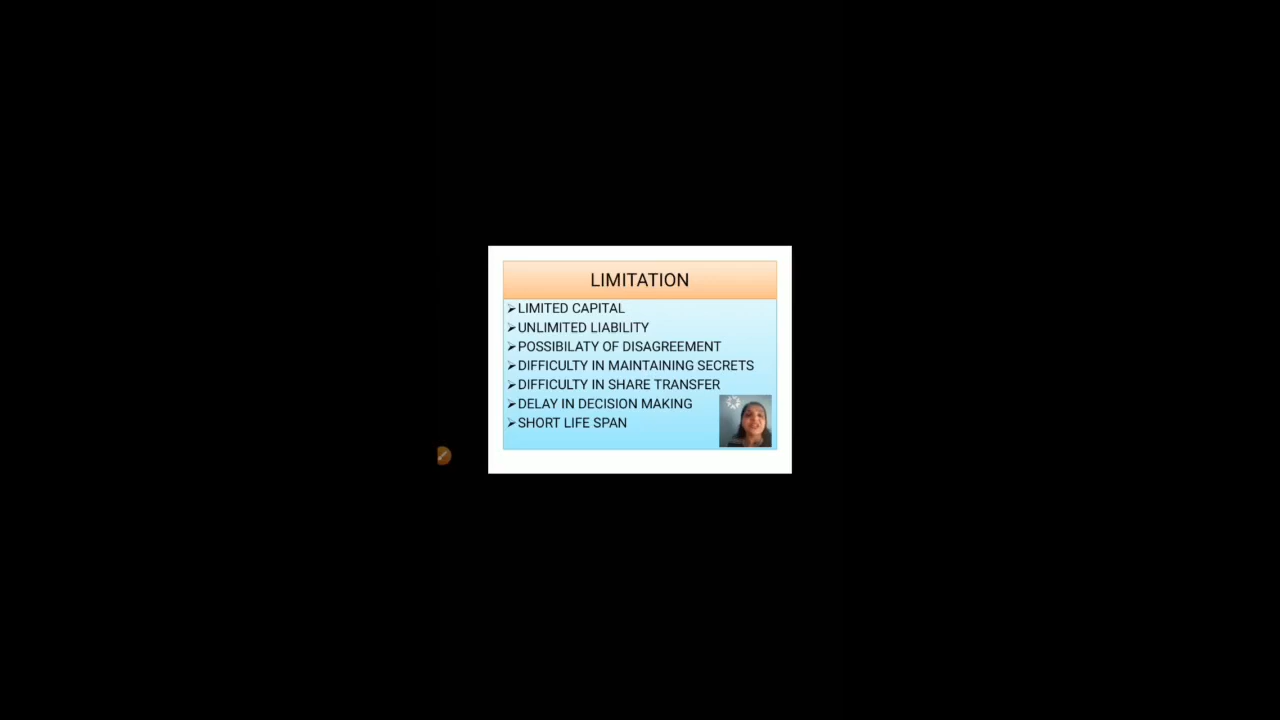 LIMITATION
➢LIMITED CAPITAL
➢UNLIMITED LIABILITY
➢POSSIBILATY OF DISAGREEMENT
➢DIFFICULTY IN MAINTAINING SECRETS
➢DIFFICULTY IN SHARE TRANSFER
➢DELAY IN DECISION MAKING
➢SHORT LIFE SPAN